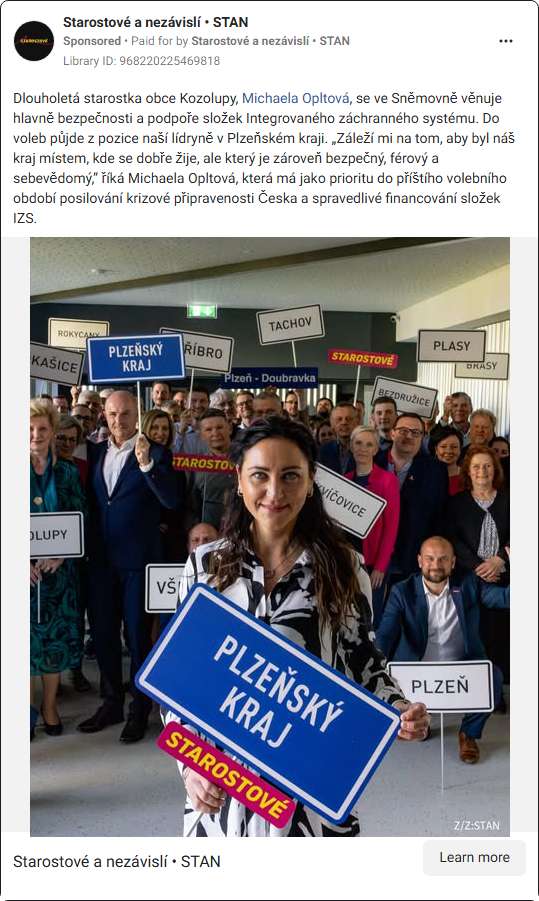 Starostové a nezávislí • STAN
Sponsored • Paid for by Starostové a nezávislí • STAN
Library ID: 968220225469818
Dlouholetá starostka obce Kozolupy, Michaela Opltová, se ve Sněmovně věnuje
hlavně bezpečnosti a podpoře složek Integrovaného záchranného systému. Do
voleb půjde z pozice naší lídryně v Plzeňském kraji. „Záleží mi na tom, aby byl náš
kraj místem, kde se dobře žije, ale který je zároveň bezpečný, férový a
sebevědomý,“ říká Michaela Opltová, která má jako prioritu do příštího volebního
období posilování krizové připravenosti Česka a spravedlivé financování složek
IZS.
ROKYCANY
TACHOV
PLASY
KAŠICE
PLZEŇSKÝ
KRAJ
ŘÍBRO
STAROSTOVÉ
BRASY
Plzeň - Doubravka
BEZDRUŽICE
STAROSTOVÉ
VÍČOVICE
OLUPY
VŠ
PLZEŇSKÝ
KRAJ
PLZEŇ
STAROSTOVÉ
Z/Z:STAN
Starostové a nezávislí • STAN
Learn more